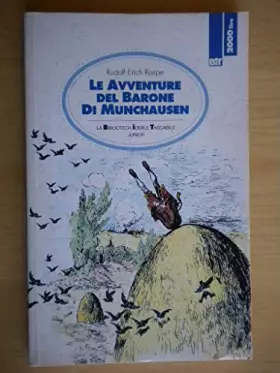 Rudolf Erich Raspe
LE AVVENTURE
DEL BARONE
DI MUNCHAUSEN
LA BIBLIOTECA IDEALE TASCABILE
JUNIOR
BIT
2000 lire